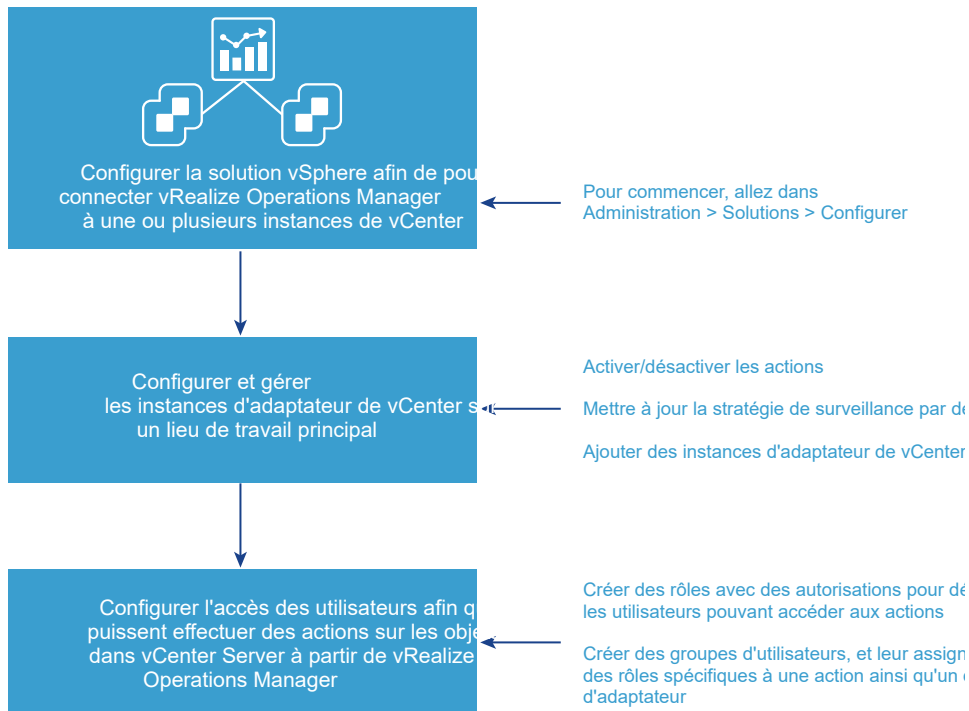 Configurer la solution vSphere afin de
connecter vRealize Operations Manager
à une ou plusieurs instances de vCenter
Pour commencer, allez dans
Administration > Solutions > Configurer
Configurer et gérer
les instances d'adaptateur de vCenter
un lieu de travail principal
Activer/désactiver les actions
Mettre à jour la stratégie de surveillance par
Ajouter des instances d'adaptateur de vCenter
Configurer l'accès des utilisateurs afin
puissent effectuer des actions sur les
dans vCenter Server à partir de vRealize
Operations Manager
Créer des rôles avec des autorisations pour
les utilisateurs pouvant accéder aux actions
Créer des groupes d'utilisateurs, et leur
des rôles spécifiques à une action ainsi qu'un
d'adaptateur